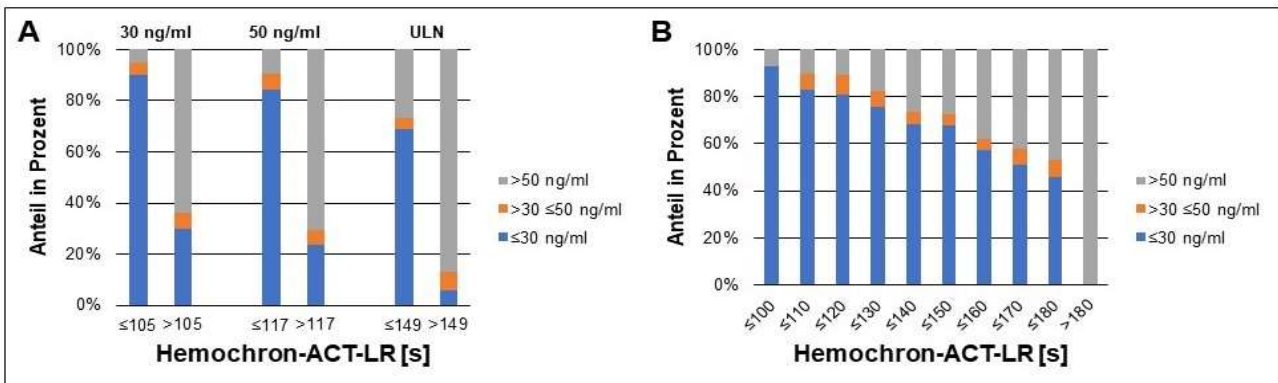 A
30 ng/ml 50 ng/ml ULN
100%
80%
60%
40%
20%
0%
Anteil in Prozent
≤105 >105 ≤117 >117 ≤149 >149
Hemochron-ACT-LR [s]
>50 ng/ml
>30 ≤50 ng/ml
≤30 ng/ml
B
100%
80%
60%
40%
20%
0%
Anteil in Prozent
≤100 ≤110 ≤120 ≤130 ≤140 ≤150 ≤160 ≤170 ≤180 >180
Hemochron-ACT-LR [s]
>50 ng/ml
>30 ≤50 ng/ml
≤30 ng/ml